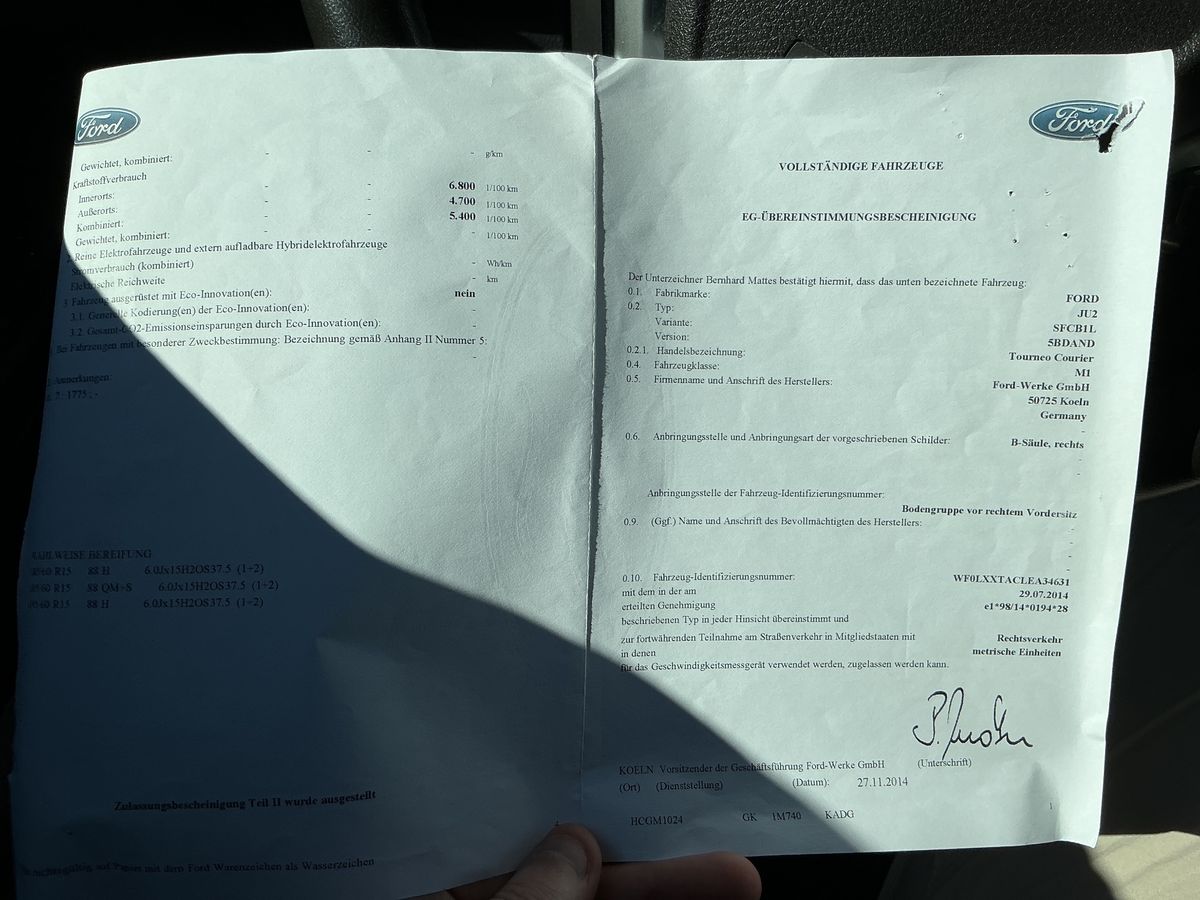 Ford
Gewichtet, kombiniert: - - - g/km
Kraftstoffverbrauch
Innerorts: - - 6.800 1/100 km
Außerorts: - - 4.700 1/100 km
Kombiniert: - - 5.400 1/100 km
Gewichtet, kombiniert: - 1/100 km
Reine Elektrofahrzeuge und extern aufladbare Hybridelektrofahrzeuge
Stromverbrauch (kombiniert) - Wh/km
Elektrische Reichweite - km
3 Fahrzeug ausgerüstet mit Eco-Innovation(en): nein
3.1. Generelle Kodierung(en) der Eco-Innovation(en): -
3.2. Gesamt-CO2-Emissionseinsparungen durch Eco-Innovation(en): -
Bei Fahrzeugen mit besonderer Zweckbestimmung: Bezeichnung gemäß Anhang II Nummer 5:
-
Anmerkungen:
1775 ; -
WAHLWEISE BEREIFUNG
R15 88 H 6.0Jx15H2OS37.5 (1+2)
R15 88 QM+S 6.0Jx15H2OS37.5 (1+2)
R15 88 H 6.0Jx15H2OS37.5 (1+2)
Zulassungsbescheinigung Teil II wurde ausgestellt
4
auf Papier mit dem Ford Warenzeichen als Wasserzeichen
Ford
VOLLSTÄNDIGE FAHRZEUGE
EG-ÜBEREINSTIMMUNGSBESCHEINIGUNG
Der Unterzeichner Bernhard Mattes bestätigt hiermit, dass das unten bezeichnete Fahrzeug:
0.1. Fabrikmarke: FORD
0.2. Typ: JU2
Variante: SFCB1L
Version: 5BDAND
0.2.1. Handelsbezeichnung: Tourneo Courier
0.4. Fahrzeugklasse: M1
0.5. Firmenname und Anschrift des Herstellers: Ford-Werke GmbH
50725 Koeln
Germany
-
0.6. Anbringungsstelle und Anbringungsart der vorgeschriebenen Schilder: B-Säule, rechts
-
-
Anbringungsstelle der Fahrzeug-Identifizierungsnummer:
Bodengruppe vor rechtem Vordersitz
0.9. (Ggf.) Name und Anschrift des Bevollmächtigten des Herstellers: -
-
-
-
0.10. Fahrzeug-Identifizierungsnummer: WF0LXXTACLEA34631
mit dem in der am 29.07.2014
erteilten Genehmigung e1*98/14*0194*28
beschriebenen Typ in jeder Hinsicht übereinstimmt und
zur fortwährenden Teilnahme am Straßenverkehr in Mitgliedstaaten mit Rechtsverkehr
in denen metrische Einheiten
für das Geschwindigkeitsmessgerät verwendet werden, zugelassen werden kann.
KOELN Vorsitzender der Geschäftsführung Ford-Werke GmbH (Unterschrift)
(Ort) (Dienststellung) (Datum): 27.11.2014
HCGM1024 GK 1M740 KADG
1